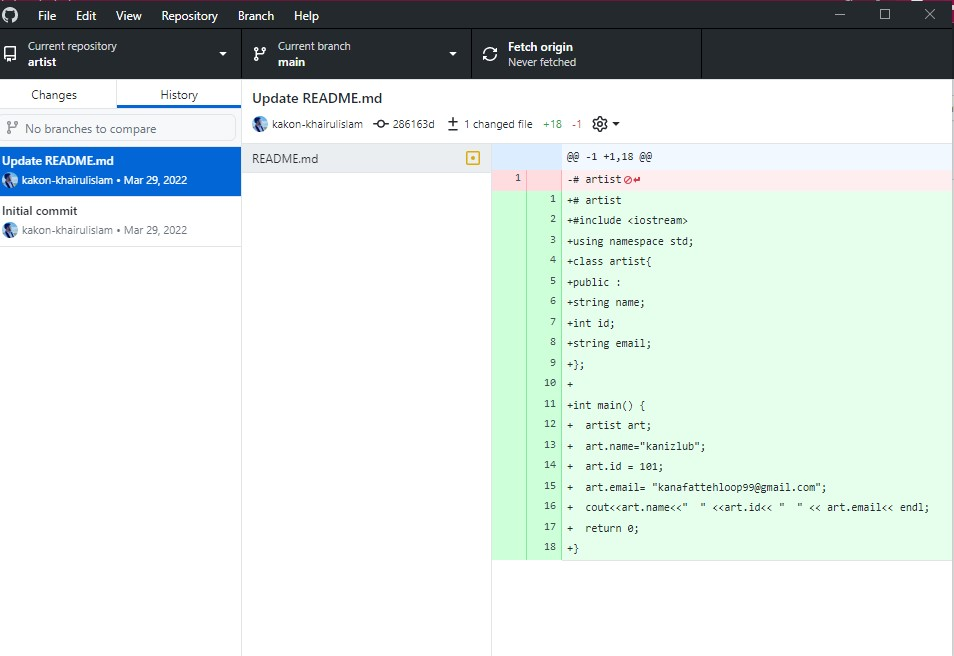 File Edit View Repository Branch Help
Current repository
artist
Current branch
main
Fetch origin
Never fetched
Changes
History
No branches to compare
Update README.md
kakon-khairulislam • Mar 29, 2022
Initial commit
kakon-khairulislam • Mar 29, 2022
Update README.md
kakon-khairulislam 286163d 1 changed file +18 -1
README.md
@@ -1 +1,18 @@
1 -# artist
1 +# artist
2 +#include <iostream>
3 +using namespace std;
4 +class artist{
5 +public :
6 +string name;
7 +int id;
8 +string email;
9 +};
10 +
11 +int main() {
12 +  artist art;
13 +  art.name="kanizlub";
14 +  art.id = 101;
15 +  art.email= "kanafattehloop99@gmail.com";
16 +  cout<<art.name<<"  " <<art.id<< "  " << art.email<< endl;
17 +  return 0;
18 +}